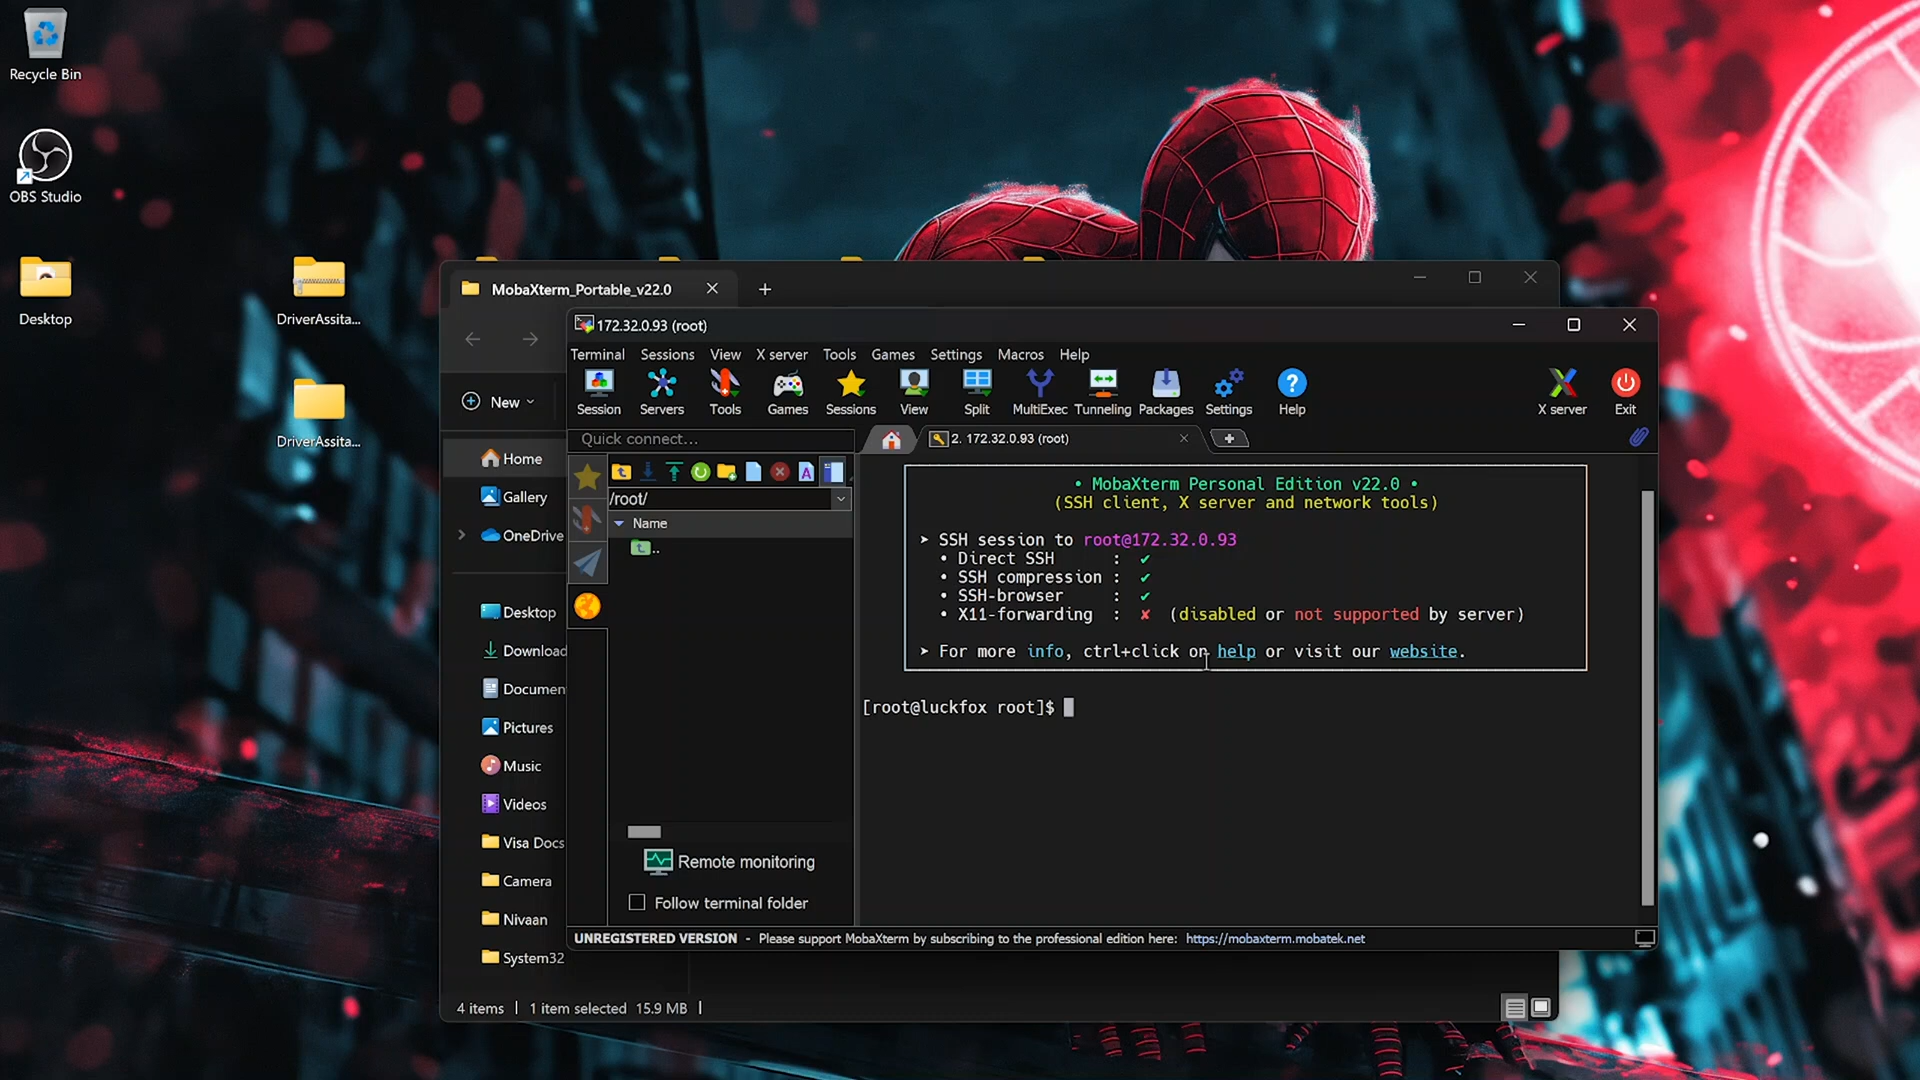 Recycle Bin
OBS Studio
Desktop
DriverAssita...
DriverAssita...
MobaXterm_Portable_v22.0
New
Home
Gallery
OneDrive
Desktop
Download
Documen
Pictures
Music
Videos
Visa Docs
Camera
Nivaan
System32
4 items
1 item selected 15.9 MB
172.32.0.93 (root)
Terminal Sessions View X server Tools Games Settings Macros Help
Session Servers Tools Games Sessions View Split MultiExec Tunneling Packages Settings Help X server Exit
Quick connect...
2. 172.32.0.93 (root)
/root/
Name
..
Remote monitoring
Follow terminal folder
• MobaXterm Personal Edition v22.0 •
(SSH client, X server and network tools)
➤ SSH session to root@172.32.0.93
• Direct SSH : ✔
• SSH compression : ✔
• SSH-browser : ✔
• X11-forwarding : ✘ (disabled or not supported by server)
➤ For more info, ctrl+click on help or visit our website.
[root@luckfox root]$
UNREGISTERED VERSION - Please support MobaXterm by subscribing to the professional edition here: https://mobaxterm.mobatek.net